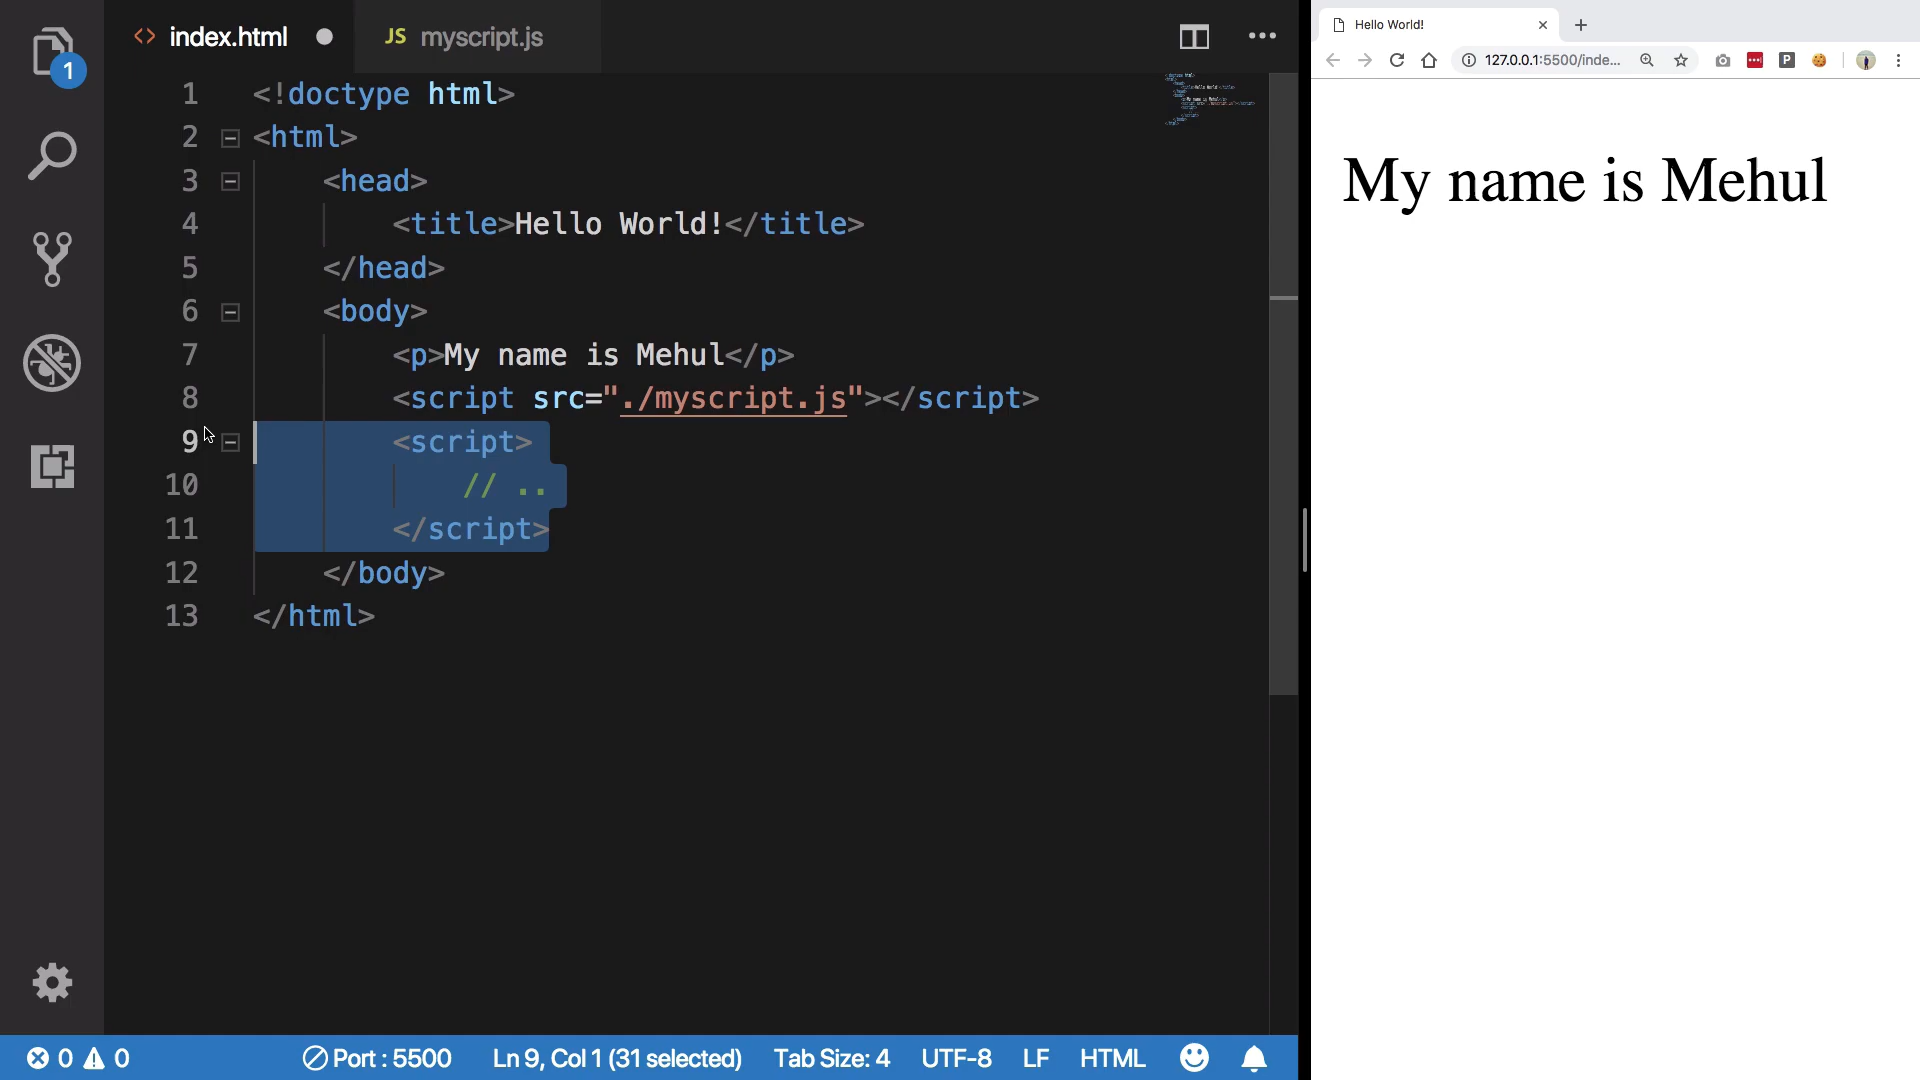 <> index.html
JS myscript.js
1
1 <!doctype html>
2 <html>
3 <head>
4 <title>Hello World!</title>
5 </head>
6 <body>
7 <p>My name is Mehul</p>
8 <script src="./myscript.js"></script>
9 <script>
10 // ..
11 </script>
12 </body>
13 </html>
0 0
Port : 5500
Ln 9, Col 1 (31 selected)
Tab Size: 4
UTF-8
LF
HTML
Hello World!
127.0.0.1:5500/inde...
P
My name is Mehul